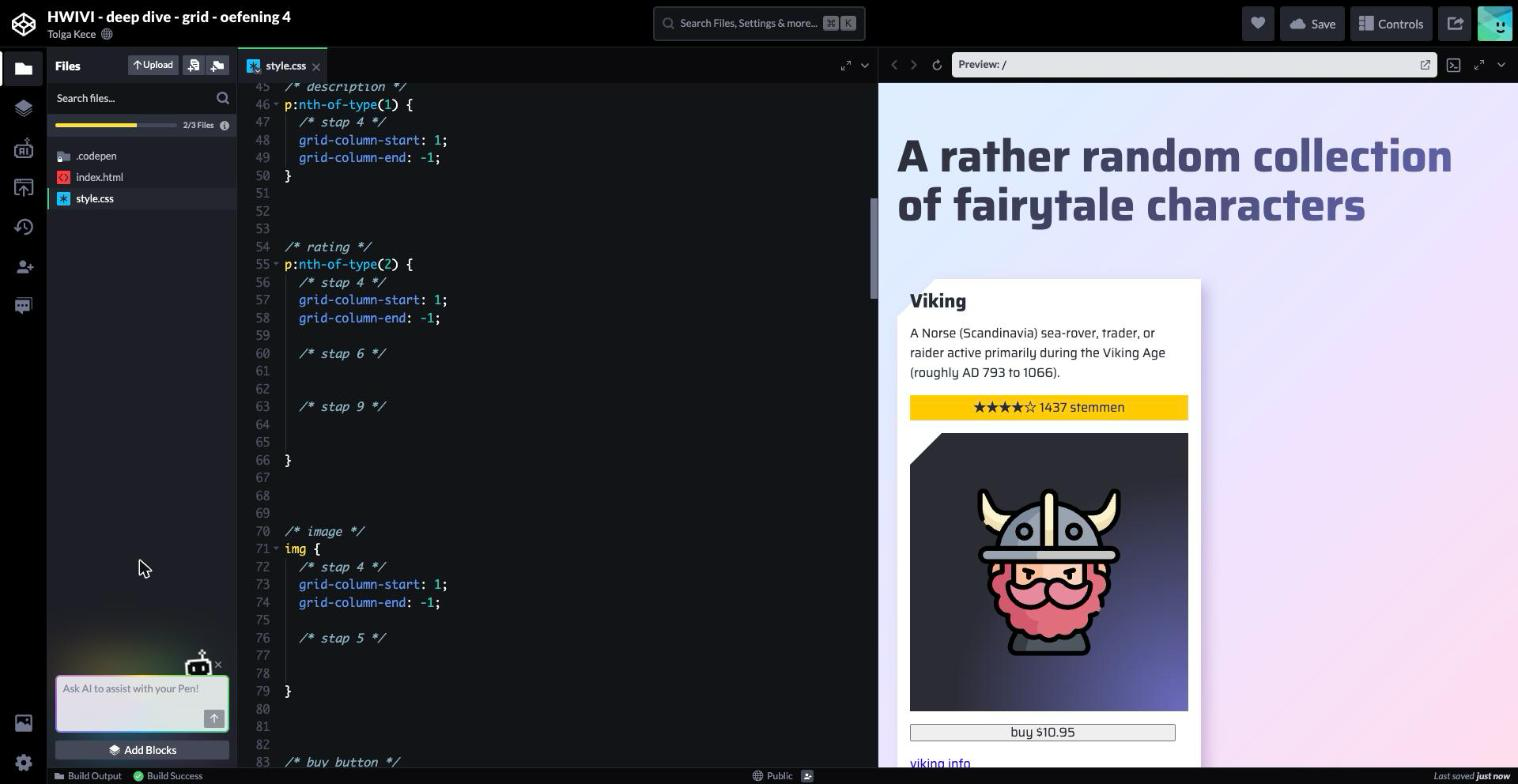 HWIVI - deep dive - grid - oefening 4
Tolga Kece
Search Files, Settings & more... ⌘ K
Save
Controls
Files
Upload
style.css
Preview: /
Search files...
2/3 Files
.codepen
index.html
style.css
AI
45 /* description */
46 p:nth-of-type(1) {
47 /* stap 4 */
48 grid-column-start: 1;
49 grid-column-end: -1;
50 }
51
52
53
54 /* rating */
55 p:nth-of-type(2) {
56 /* stap 4 */
57 grid-column-start: 1;
58 grid-column-end: -1;
59
60 /* stap 6 */
61
62
63 /* stap 9 */
64
65
66 }
67
68
69
70 /* image */
71 img {
72 /* stap 4 */
73 grid-column-start: 1;
74 grid-column-end: -1;
75
76 /* stap 5 */
77
78
79 }
80
81
82
83 /* buy button */
A rather random collection
of fairytale characters
Viking
A Norse (Scandinavia) sea-rover, trader, or
raider active primarily during the Viking Age
(roughly AD 793 to 1066).
★★★★☆ 1437 stemmen
buy $10.95
viking info
Ask AI to assist with your Pen!
Add Blocks
Build Output
Build Success
Public
Last saved just now